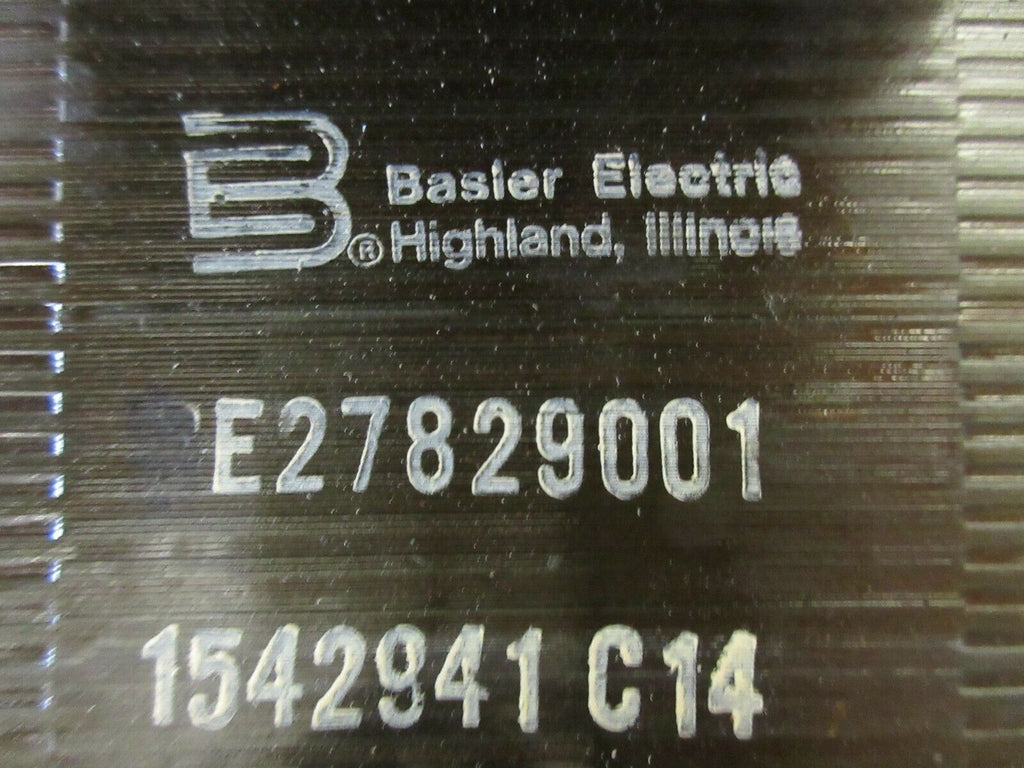 B® Basler Electric
Highland, Illinois
E27829001
1542941 C14